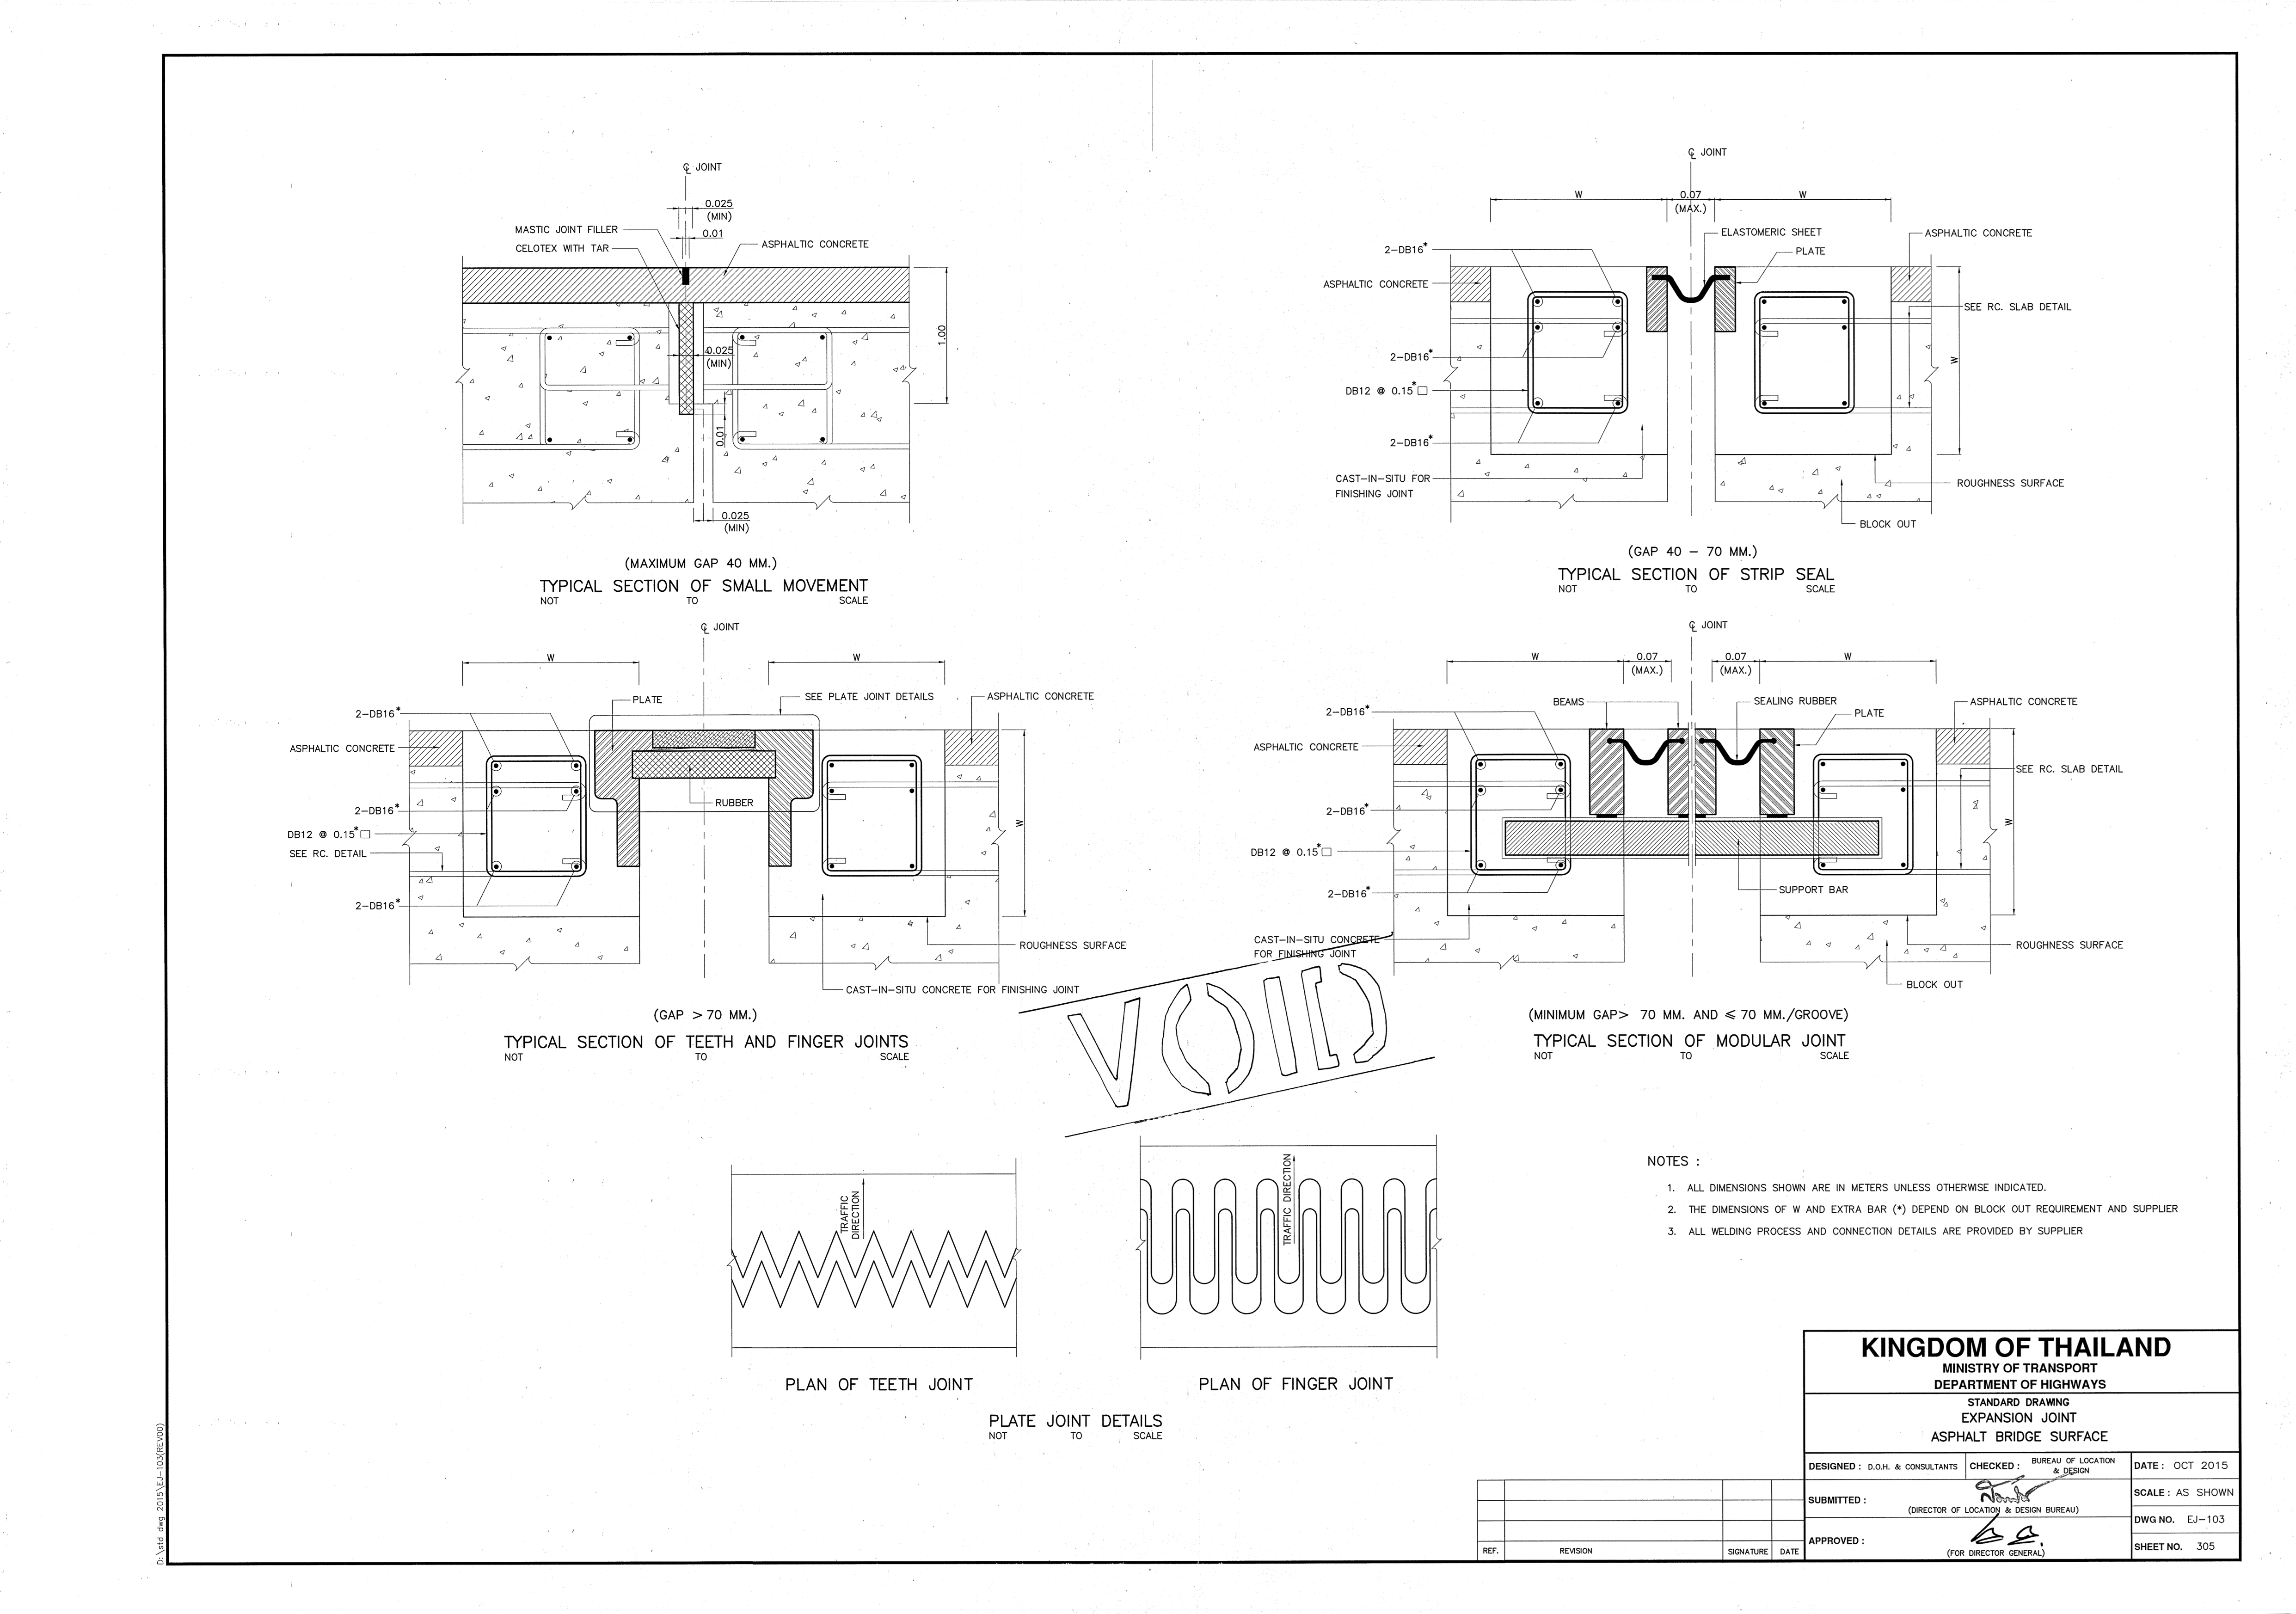 ℄ JOINT
0.025
(MIN)
MASTIC JOINT FILLER
0.01
CELOTEX WITH TAR
ASPHALTIC CONCRETE
1.00
0.025
(MIN)
0.01
0.025
(MIN)
(MAXIMUM GAP 40 MM.)
TYPICAL SECTION OF SMALL MOVEMENT
NOT TO SCALE
℄ JOINT
W 0.07 W
(MAX.)
ELASTOMERIC SHEET
ASPHALTIC CONCRETE
2-DB16*
PLATE
ASPHALTIC CONCRETE
SEE RC. SLAB DETAIL
2-DB16*
W
DB12 @ 0.15*□
2-DB16*
CAST-IN-SITU FOR
FINISHING JOINT
ROUGHNESS SURFACE
BLOCK OUT
(GAP 40 - 70 MM.)
TYPICAL SECTION OF STRIP SEAL
NOT TO SCALE
℄ JOINT
W W
PLATE
SEE PLATE JOINT DETAILS
ASPHALTIC CONCRETE
2-DB16*
ASPHALTIC CONCRETE
RUBBER
2-DB16*
W
DB12 @ 0.15*□
SEE RC. DETAIL
2-DB16*
ROUGHNESS SURFACE
CAST-IN-SITU CONCRETE FOR FINISHING JOINT
(GAP >70 MM.)
TYPICAL SECTION OF TEETH AND FINGER JOINTS
NOT TO SCALE
℄ JOINT
W 0.07 0.07 W
(MAX.) (MAX.)
BEAMS
SEALING RUBBER
ASPHALTIC CONCRETE
2-DB16*
PLATE
ASPHALTIC CONCRETE
SEE RC. SLAB DETAIL
2-DB16*
W
DB12 @ 0.15*□
SUPPORT BAR
2-DB16*
CAST-IN-SITU CONCRETE
FOR FINISHING JOINT
ROUGHNESS SURFACE
BLOCK OUT
(MINIMUM GAP> 70 MM. AND ⩽ 70 MM./GROOVE)
TYPICAL SECTION OF MODULAR JOINT
NOT TO SCALE
VOID
TRAFFIC
DIRECTION
PLAN OF TEETH JOINT
TRAFFIC DIRECTION
PLAN OF FINGER JOINT
PLATE JOINT DETAILS
NOT TO SCALE
NOTES :
1. ALL DIMENSIONS SHOWN ARE IN METERS UNLESS OTHERWISE INDICATED.
2. THE DIMENSIONS OF W AND EXTRA BAR (*) DEPEND ON BLOCK OUT REQUIREMENT AND SUPPLIER
3. ALL WELDING PROCESS AND CONNECTION DETAILS ARE PROVIDED BY SUPPLIER
KINGDOM OF THAILAND
MINISTRY OF TRANSPORT
DEPARTMENT OF HIGHWAYS
STANDARD DRAWING
EXPANSION JOINT
ASPHALT BRIDGE SURFACE
DESIGNED : D.O.H. & CONSULTANTS
CHECKED : BUREAU OF LOCATION
& DESIGN
DATE : OCT 2015
SUBMITTED :
(DIRECTOR OF LOCATION & DESIGN BUREAU)
SCALE : AS SHOWN
DWG NO. EJ-103
APPROVED :
(FOR DIRECTOR GENERAL)
SHEET NO. 305
REF. REVISION SIGNATURE DATE
D:\std dwg 2015\EJ-103(REV00)